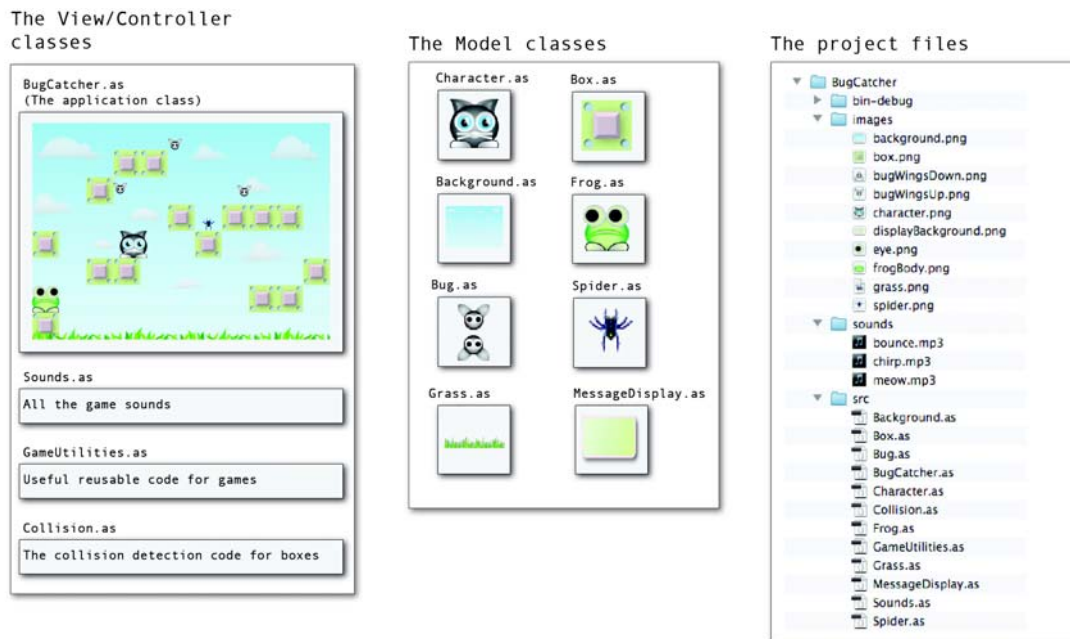 The View/Controller
classes
BugCatcher.as
(The application class)
Sounds.as
All the game sounds
GameUtilities.as
Useful reusable code for games
Collision.as
The collision detection code for boxes
The Model classes
Character.as
Box.as
Background.as
Frog.as
Bug.as
Spider.as
Grass.as
MessageDisplay.as
The project files
BugCatcher
bin-debug
images
background.png
box.png
bugWingsDown.png
bugWingsUp.png
character.png
displayBackground.png
eye.png
frogBody.png
grass.png
spider.png
sounds
bounce.mp3
chirp.mp3
meow.mp3
src
Background.as
Box.as
Bug.as
BugCatcher.as
Character.as
Collision.as
Frog.as
GameUtilities.as
Grass.as
MessageDisplay.as
Sounds.as
Spider.as